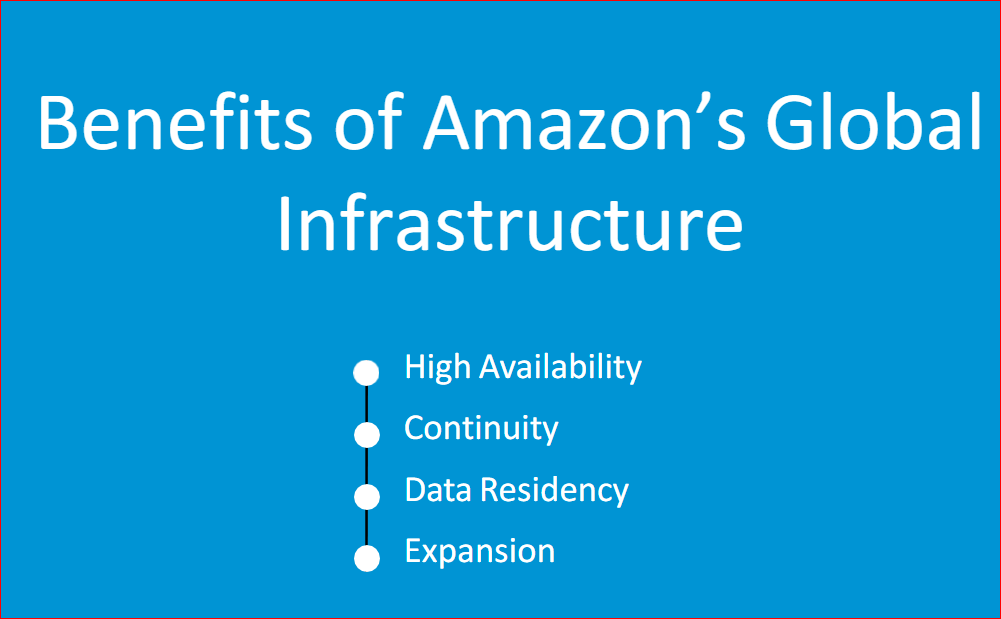 Benefits of Amazon’s Global
Infrastructure
High Availability
Continuity
Data Residency
Expansion